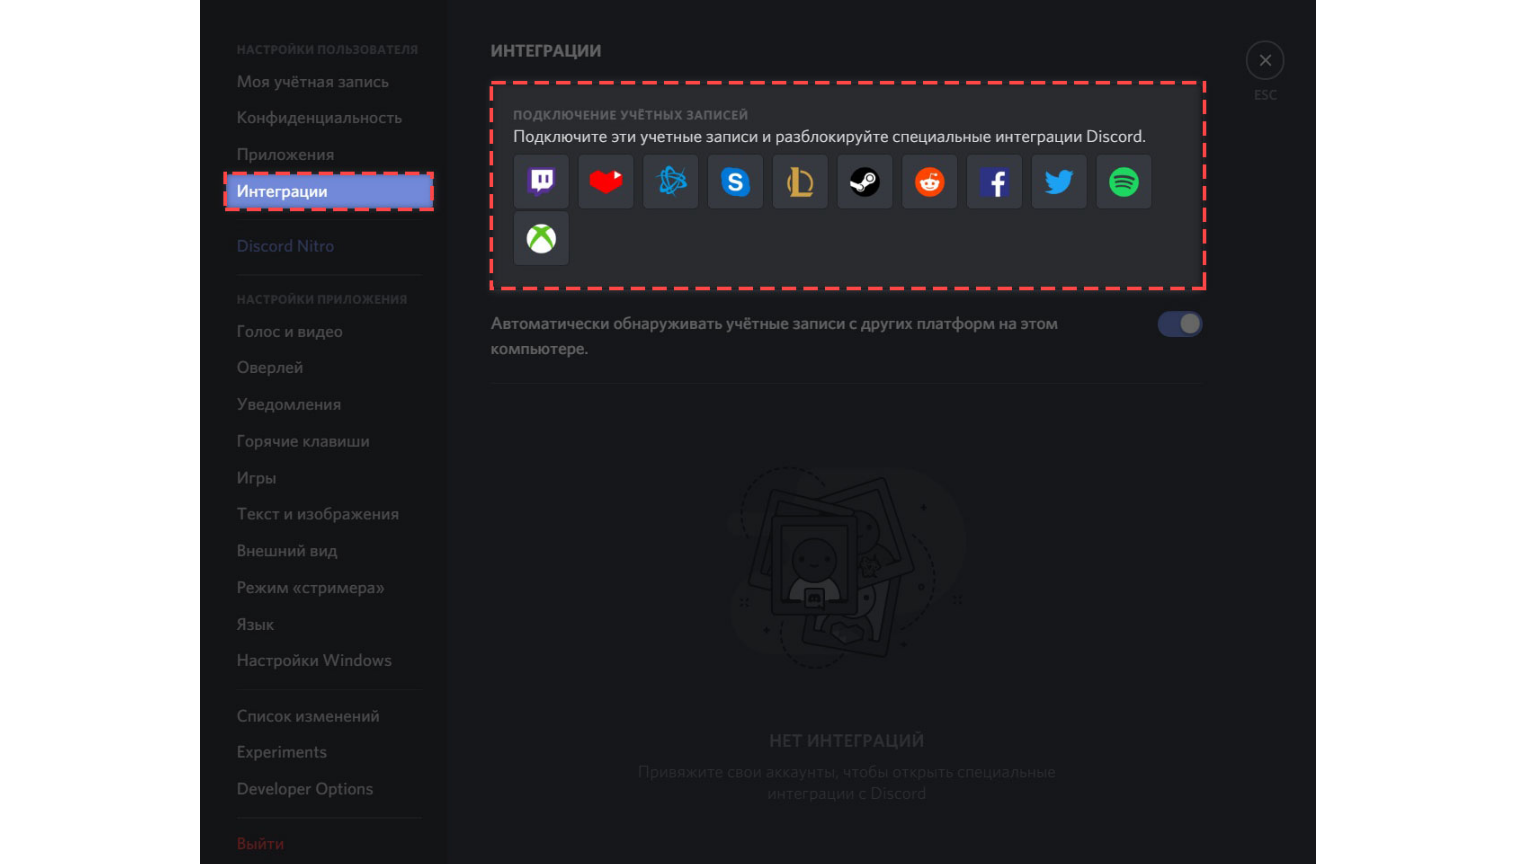 НАСТРОЙКИ ПОЛЬЗОВАТЕЛЯ
Моя учётная запись
Конфиденциальность
Приложения
Интеграции
Discord Nitro
НАСТРОЙКИ ПРИЛОЖЕНИЯ
Голос и видео
Оверлей
Уведомления
Горячие клавиши
Игры
Текст и изображения
Внешний вид
Режим «стримера»
Язык
Настройки Windows
Список изменений
Experiments
Developer Options
Выйти
ИНТЕГРАЦИИ
ПОДКЛЮЧЕНИЕ УЧЁТНЫХ ЗАПИСЕЙ
Подключите эти учетные записи и разблокируйте специальные интеграции Discord.
Автоматически обнаруживать учётные записи с других платформ на этом
компьютере.
НЕТ ИНТЕГРАЦИЙ
Привяжите свои аккаунты, чтобы открыть специальные
интеграции с Discord
ESC